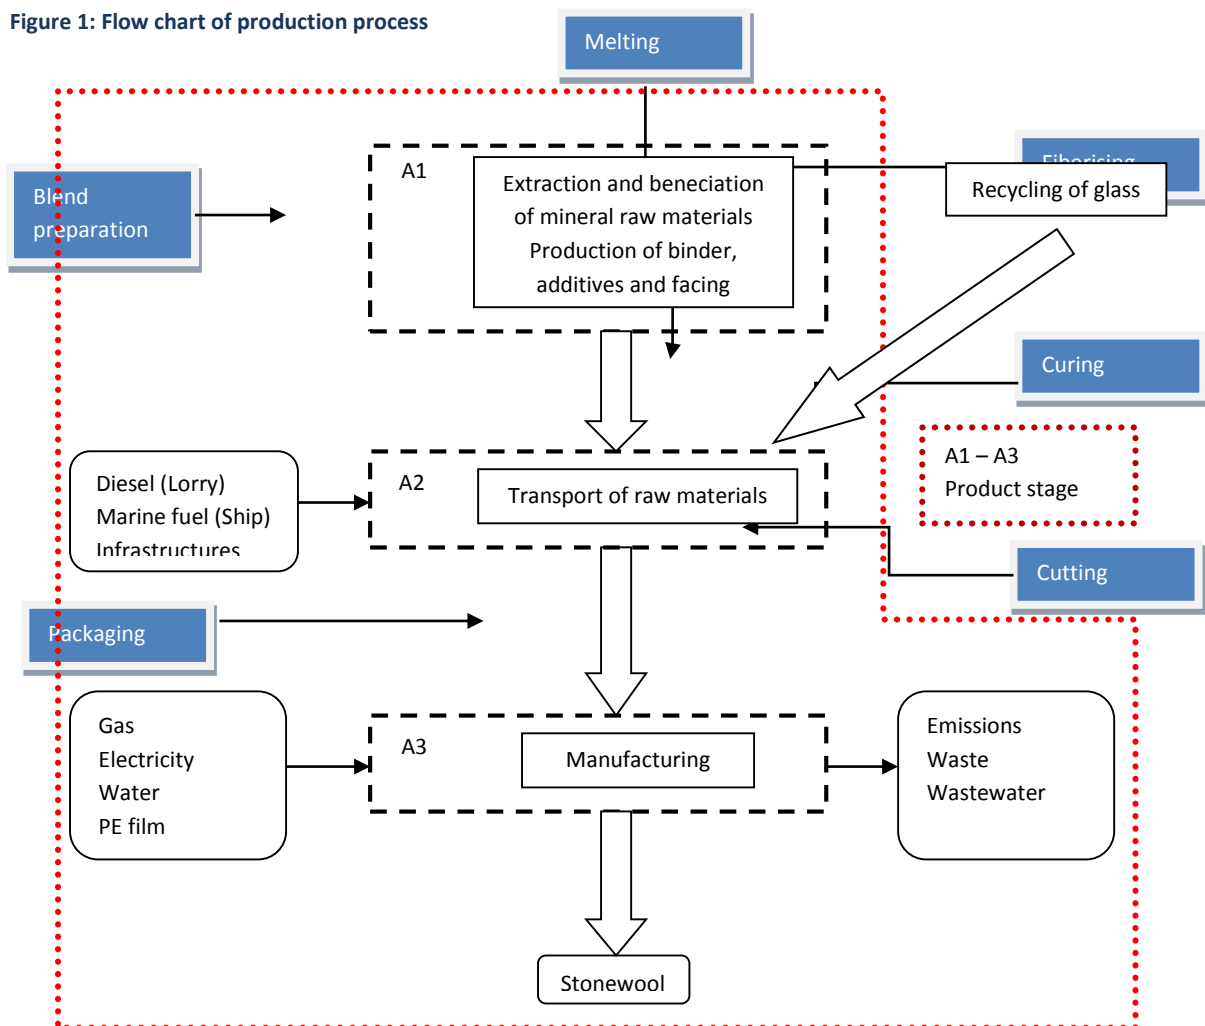 Figure 1: Flow chart of production process
Melting
A1
Extraction and beneciation
of mineral raw materials
Production of binder,
additives and facing
Blend
preparation
Fiberising
Recycling of glass
Curing
A1 – A3
Product stage
Diesel (Lorry)
Marine fuel (Ship)
Infrastructures
A2
Transport of raw materials
Cutting
Packaging
Gas
Electricity
Water
PE film
A3
Manufacturing
Emissions
Waste
Wastewater
Stonewool